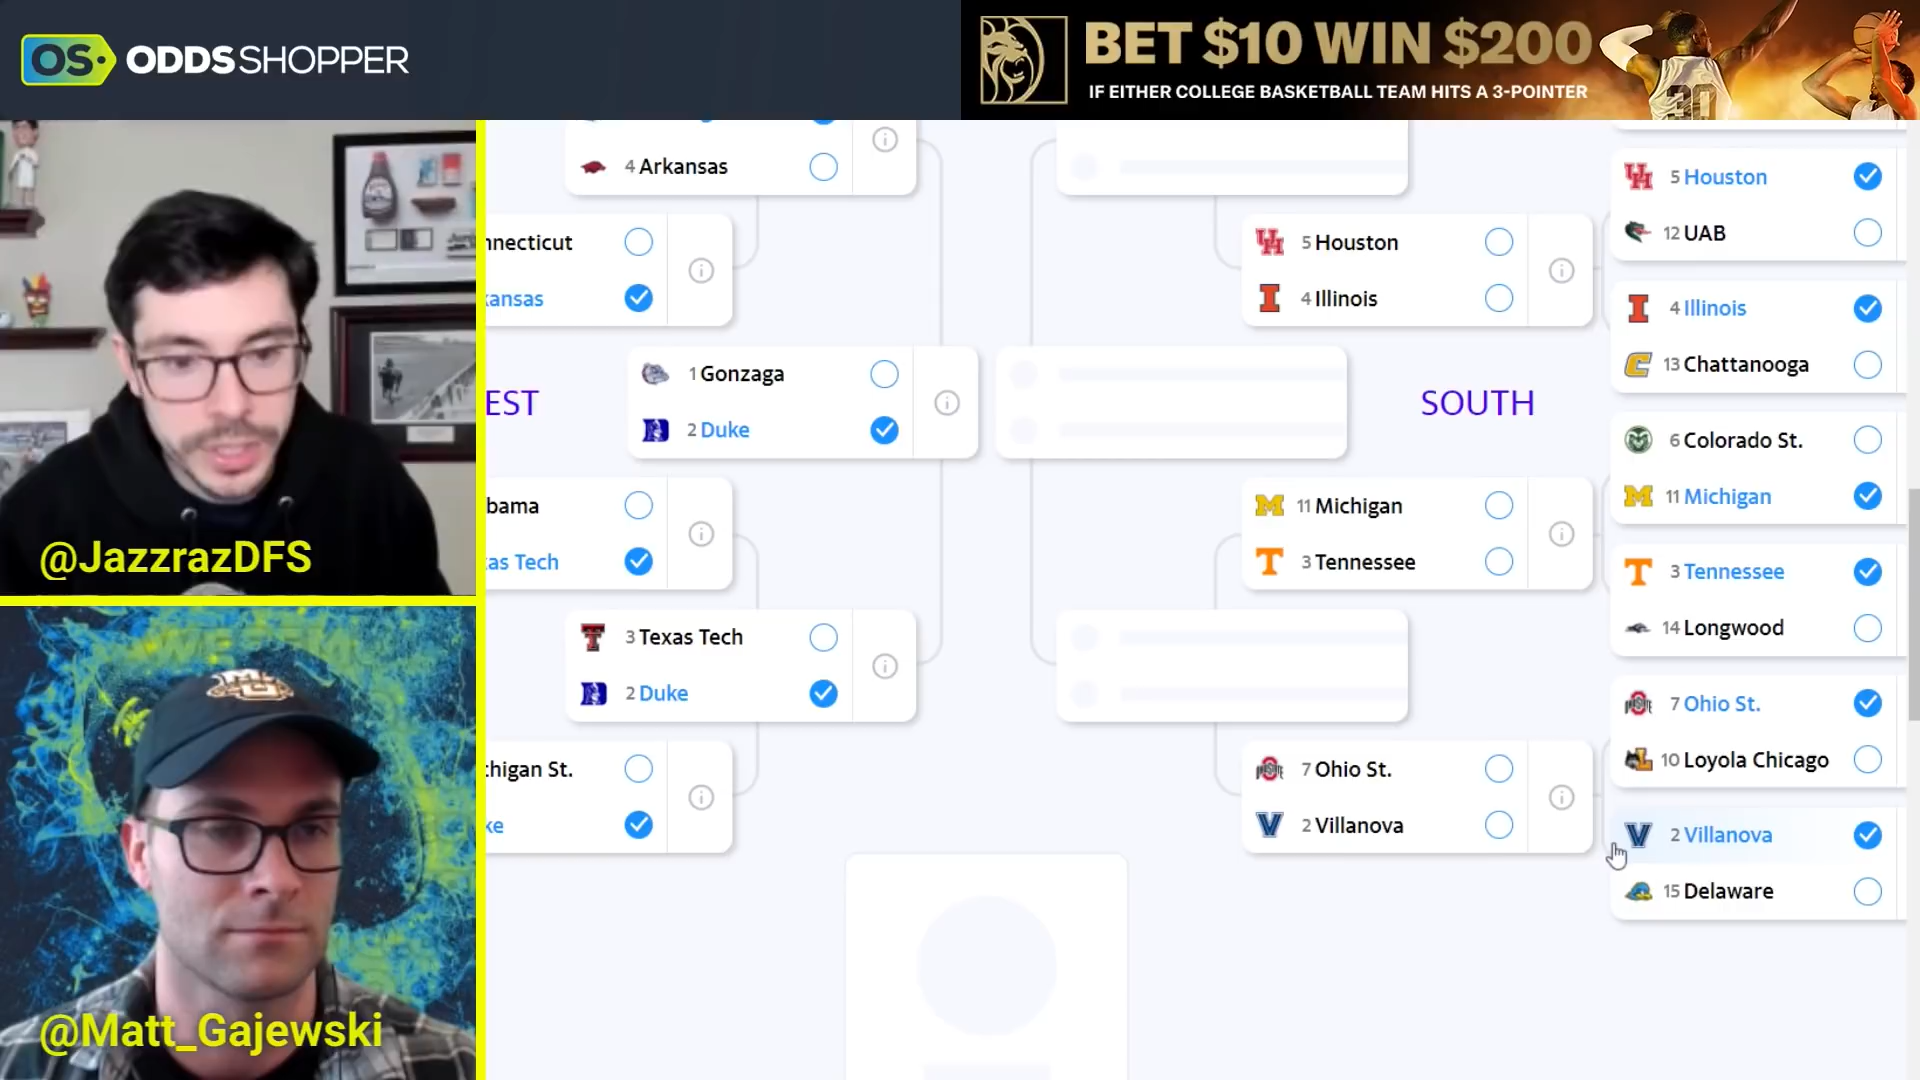 OS. ODDSSHOPPER
BET $10 WIN $200
IF EITHER COLLEGE BASKETBALL TEAM HITS A 3-POINTER
@JazzrazDFS
@Matt_Gajewski
4 Arkansas
nnecticut
kansas
EST
1 Gonzaga
2 Duke
bama
as Tech
3 Texas Tech
2 Duke
chigan St.
ke
5 Houston
4 Illinois
SOUTH
11 Michigan
3 Tennessee
7 Ohio St.
2 Villanova
5 Houston
12 UAB
4 Illinois
13 Chattanooga
6 Colorado St.
11 Michigan
3 Tennessee
14 Longwood
7 Ohio St.
10 Loyola Chicago
2 Villanova
15 Delaware